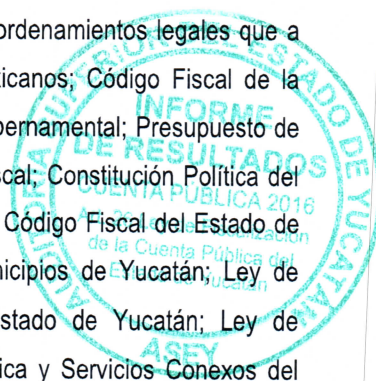 ordenamientos legales que a
xicanos; Código Fiscal de la
bernamental; Presupuesto de
scal; Constitución Política del
Código Fiscal del Estado de
nicipios de Yucatán; Ley de
stado de Yucatán; Ley de
ica y Servicios Conexos del
AUDITORÍA SUPERIOR DEL ESTADO DE YUCATÁN
INFORME
DE RESULTADOS
CUENTA PÚBLICA 2016
de la Cuenta Pública del
Estado de Yucatán
ASEY